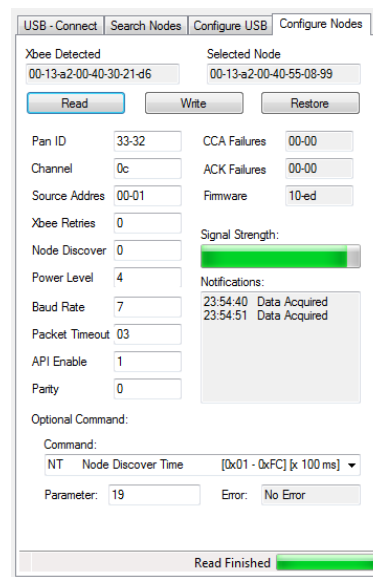 USB - Connect Search Nodes Configure USB Configure Nodes
Xbee Detected Selected Node
00-13-a2-00-40-30-21-d6 00-13-a2-00-40-55-08-99
Read Write Restore
Pan ID 33-32 CCA Failures 00-00
Channel 0c ACK Failures 00-00
Source Addres 00-01 Firmware 10-ed
Xbee Retries 0
Signal Strength:
Node Discover 0
Power Level 4
Notifications:
23:54:40 Data Acquired
23:54:51 Data Acquired
Baud Rate 7
Packet Timeout 03
API Enable 1
Parity 0
Optional Command:
Command:
NT Node Discover Time [0x01 - 0xFC] [x 100 ms]
Parameter: 19 Error: No Error
Read Finished